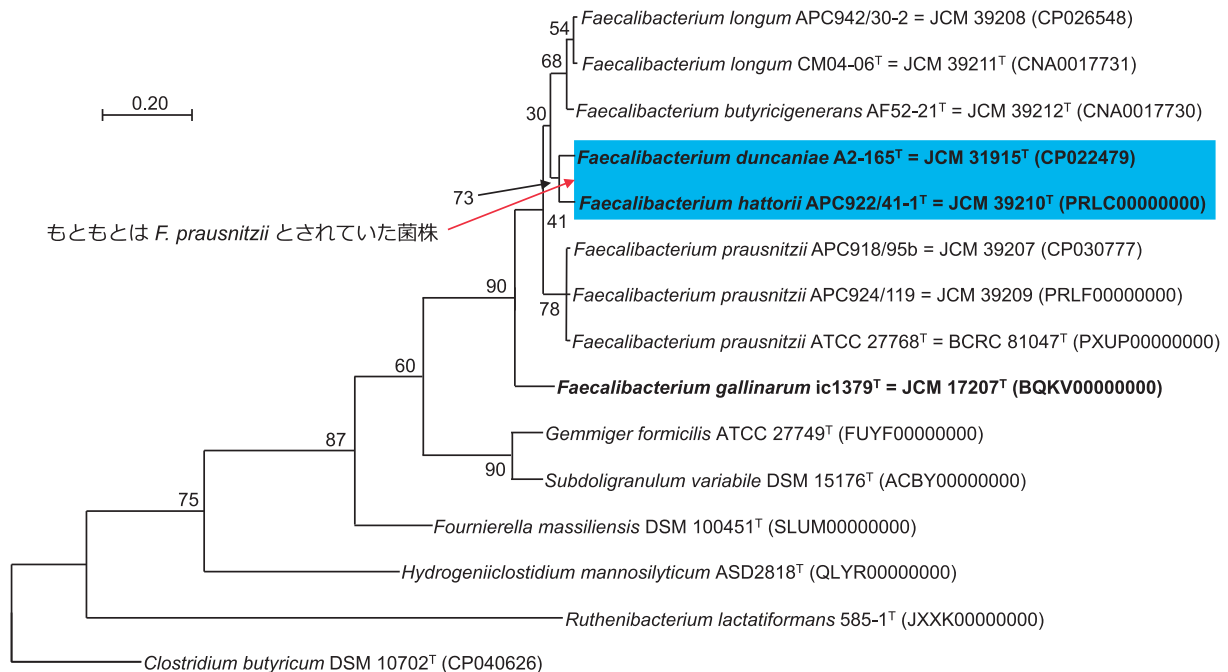 Faecalibacterium longum APC942/30-2 = JCM 39208 (CP026548)
54
Faecalibacterium longum CM04-06ᵀ = JCM 39211ᵀ (CNA0017731)
68
0.20
30
Faecalibacterium butyricigenerans AF52-21ᵀ = JCM 39212ᵀ (CNA0017730)
Faecalibacterium duncaniae A2-165ᵀ = JCM 31915ᵀ (CP022479)
73
Faecalibacterium hattorii APC922/41-1ᵀ = JCM 39210ᵀ (PRLC00000000)
41
もともとは F. prausnitzii とされていた菌株
Faecalibacterium prausnitzii APC918/95b = JCM 39207 (CP030777)
90
Faecalibacterium prausnitzii APC924/119 = JCM 39209 (PRLF00000000)
78
Faecalibacterium prausnitzii ATCC 27768ᵀ = BCRC 81047ᵀ (PXUP00000000)
60
Faecalibacterium gallinarum ic1379ᵀ = JCM 17207ᵀ (BQKV00000000)
Gemmiger formicilis ATCC 27749ᵀ (FUYF00000000)
87
90
Subdoligranulum variabile DSM 15176ᵀ (ACBY00000000)
75
Fournierella massiliensis DSM 100451ᵀ (SLUM00000000)
Hydrogeniiclostidium mannosilyticum ASD2818ᵀ (QLYR00000000)
Ruthenibacterium lactatiformans 585-1ᵀ (JXXK00000000)
Clostridium butyricum DSM 10702ᵀ (CP040626)